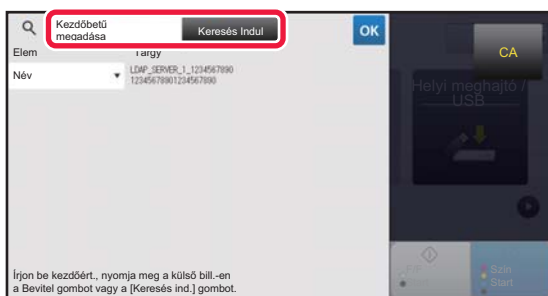 Kezdőbetű
megadása
Keresés Indul
OK
CA
Elem
Tárgy
Név
LDAP_SERVER_1_1234567890
12345678901234567890
Helyi meghajtó /
USB
Szín
Start
Írjon be kezdőért., nyomja meg a külső bill.-en
a Bevitel gombot vagy a [Keresés ind.] gombot.